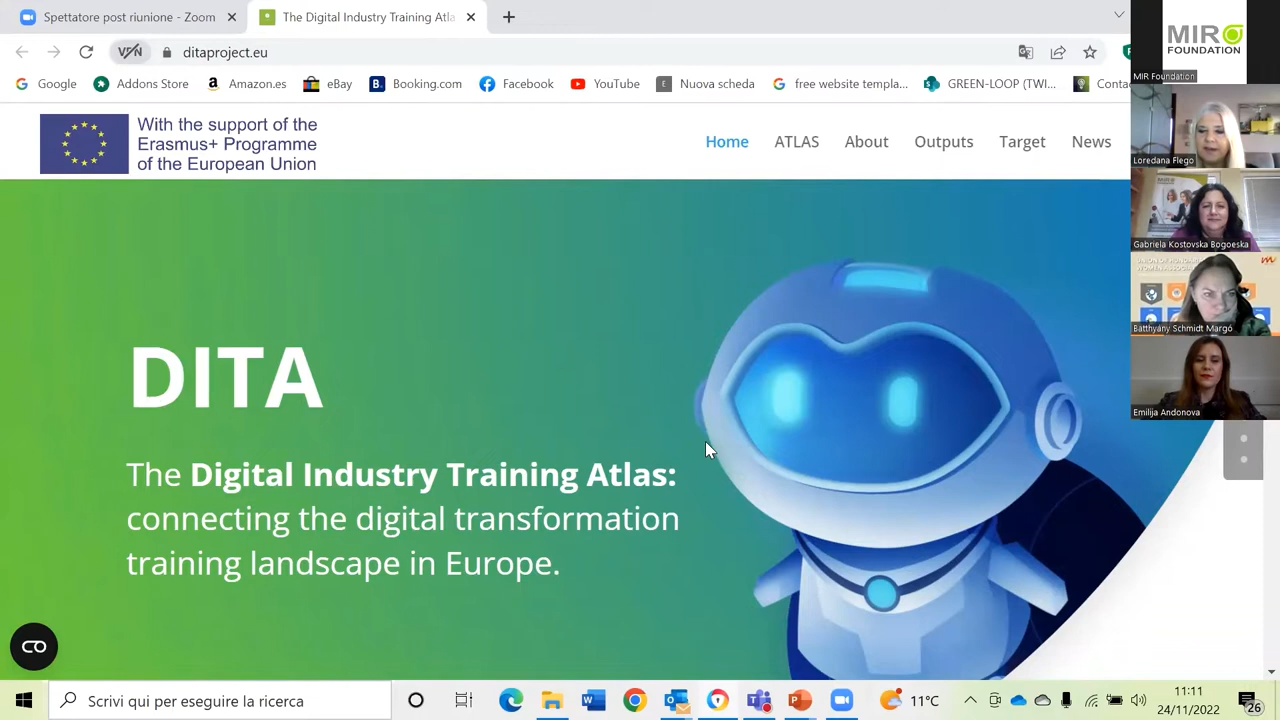 Spettatore post riunione - Zoom
The Digital Industry Training Atla
ditaproject.eu
VPN
Google
Addons Store
Amazon.es
eBay
Booking.com
Facebook
YouTube
Nuova scheda
free website templa...
GREEN-LOOP (TWI...
Contac
With the support of the
Erasmus+ Programme
of the European Union
Home
ATLAS
About
Outputs
Target
News
DITA
The Digital Industry Training Atlas:
connecting the digital transformation
training landscape in Europe.
MIR
FOUNDATION
MIR Foundation
Loredana Flego
Gabriela Kostovska Bogoeska
Batthyány Schmidt Margó
Emilija Andonova
Scrivi qui per eseguire la ricerca
11°C
11:11
24/11/2022
26